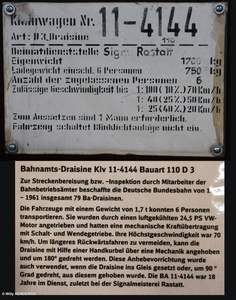 Kleinwagen Nr. 11-4144
Art: D3, Draisine 110
Heimatdienststelle Sigm Rastatt
Eigenwicht 1700 kg
Ladegewicht einschl. 6 Personen 750 kg
Anzahl der zugelassenen Personen 6
Zulässige Geschwindigkeit bis 1:100 (10‰) 70 Km/h
1:40 (25‰) 50 Km/h
1:25 (40‰) 20 Km/h
Zum Aussetzen sind 1 Mann erforderlich.
Fahrzeug schaltet Blinklichtanlage nicht ein.
Bahnamts-Draisine Klv 11-4144 Bauart 110 D 3
Zur Streckenbereisung bzw. -Inspektion durch Mitarbeiter der
Bahnbetriebsämter beschaffte die Deutsche Bundesbahn von 1
- 1961 insgesamt 79 Ba-Draisinen.
Die Fahrzeuge mit einem Gewicht von 1,7 t konnten 6 Personen
transportieren. Sie wurden durch einen luftgekühlten 24,5 PS VW-
Motor angetrieben und hatten eine mechanische Kraftübertragung
mit Schalt- und Wendegetriebe. Ihre Höchstgeschwindigkeit war 70
km/h. Um längeres Rückwärtsfahren zu vermeiden, kann die
Draisine mit Hilfe einer Handkurbel über eine Mechanik angehoben
und um 180° gedreht werden. Diese Anhebevorrichtung wurde
auch verwendet, wenn die Draisine ins Gleis gesetzt oder, um 90 °
Grad gedreht, aus diesem gehoben wurde. Die BA 11-4144 war 18
Jahre im Dienst, zuletzt bei der Signalmeisterei Rastatt.